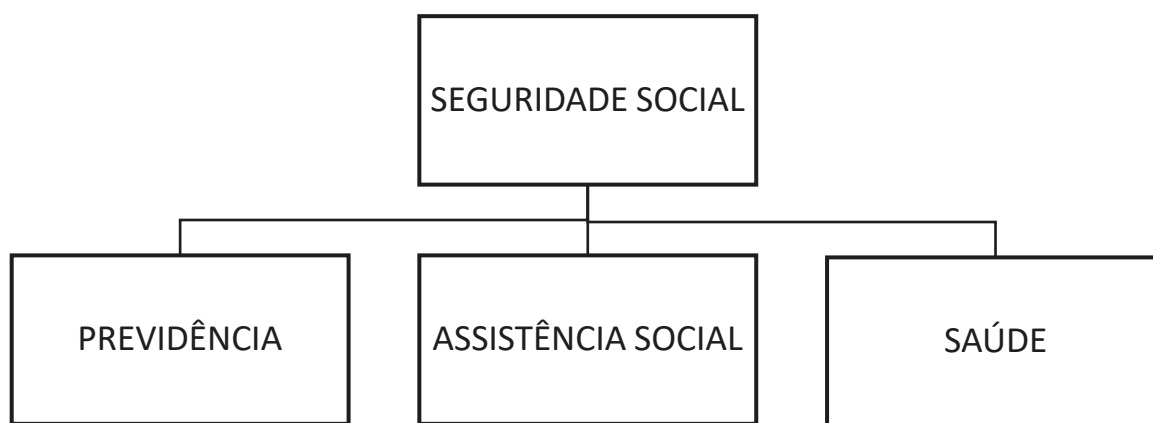 SEGURIDADE SOCIAL
PREVIDÊNCIA
ASSISTÊNCIA SOCIAL
SAÚDE